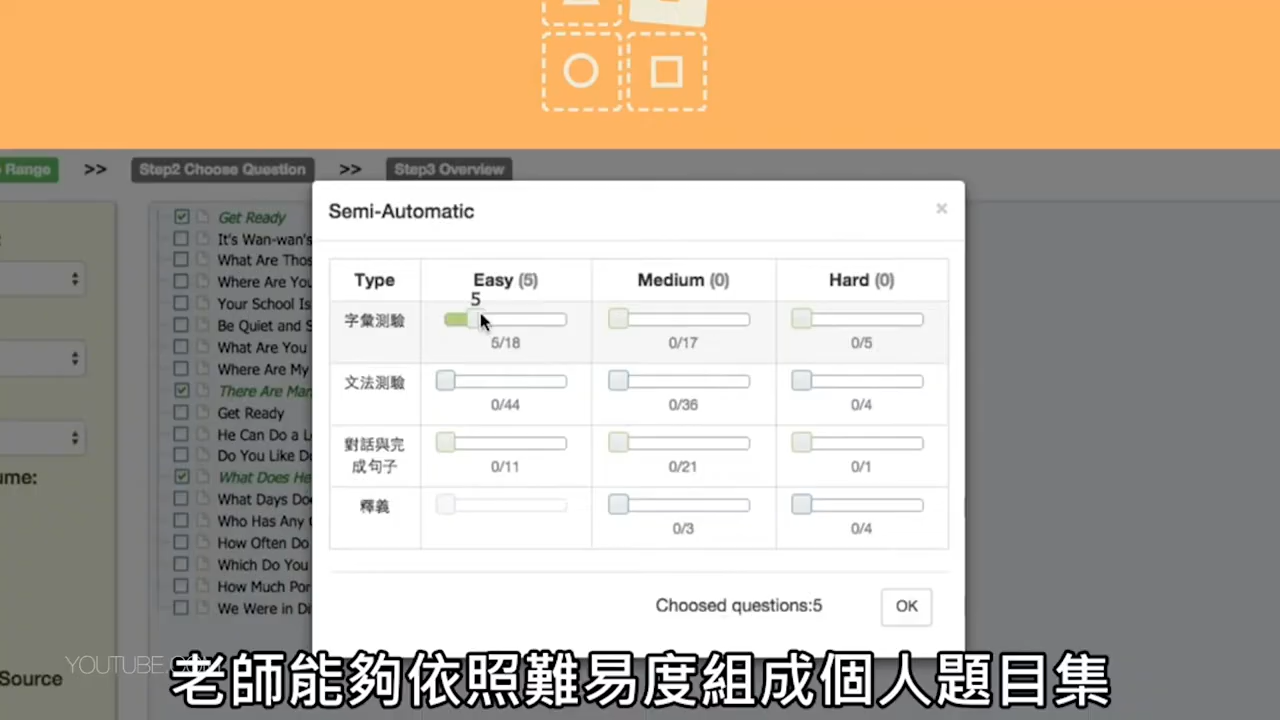 Range >> Step2 Choose Question >> Step3 Overview
Semi-Automatic ×
Get Ready
It's Wan-wan's
What Are Thos
Where Are You
Your School Is
Be Quiet and S
What Are You
Where Are My
There Are Man
Get Ready
He Can Do a L
Do You Like Do
What Does He
What Days Doe
Who Has Any
How Often Do
Which Do You
How Much Por
We Were in Di
ume:
Source
Type Easy (5) Medium (0) Hard (0)
5
字彙測驗
5/18 0/17 0/5
文法測驗
0/44 0/36 0/4
對話與完
成句子
0/11 0/21 0/1
釋義
0/3 0/4
Choosed questions:5 OK
YOUTUBE.COM
老師能夠依照難易度組成個人題目集